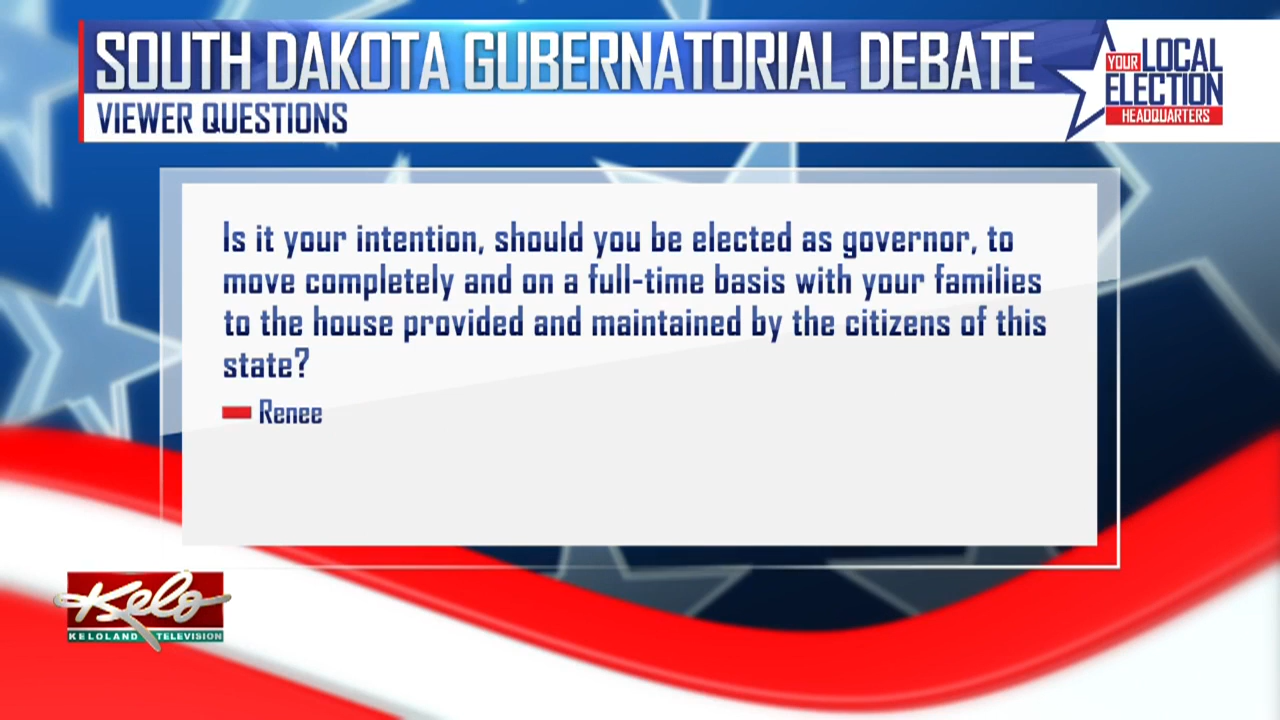 SOUTH DAKOTA GUBERNATORIAL DEBATE
VIEWER QUESTIONS
YOUR LOCAL
ELECTION
HEADQUARTERS
Is it your intention, should you be elected as governor, to
move completely and on a full-time basis with your families
to the house provided and maintained by the citizens of this
state?
Renee
Kelo
KELOLAND TELEVISION